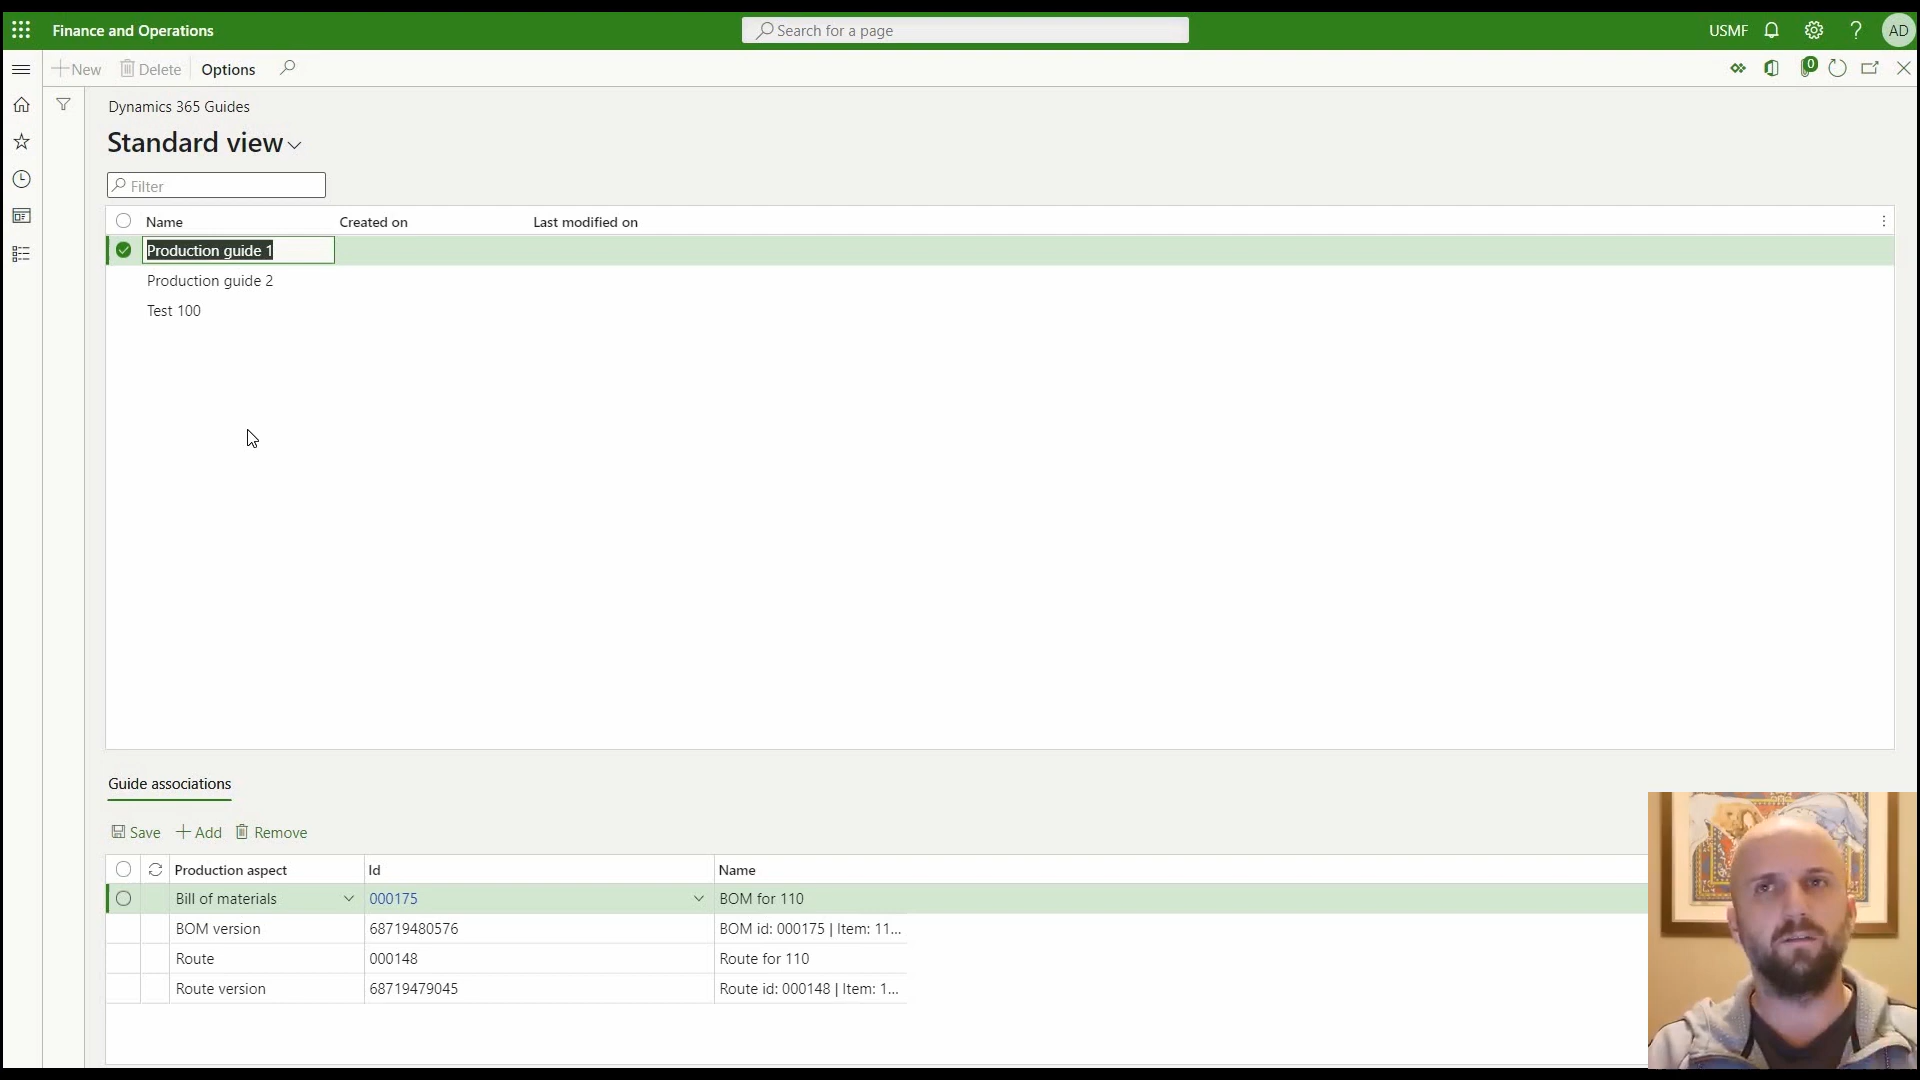 Finance and Operations
Search for a page
USMF
AD
New
Delete
Options
0
Dynamics 365 Guides
Standard view
Filter
Name Created on Last modified on
Production guide 1
Production guide 2
Test 100
Guide associations
Save Add Remove
Production aspect Id Name
Bill of materials 000175 BOM for 110
BOM version 68719480576 BOM id: 000175 | Item: 11...
Route 000148 Route for 110
Route version 68719479045 Route id: 000148 | Item: 1...